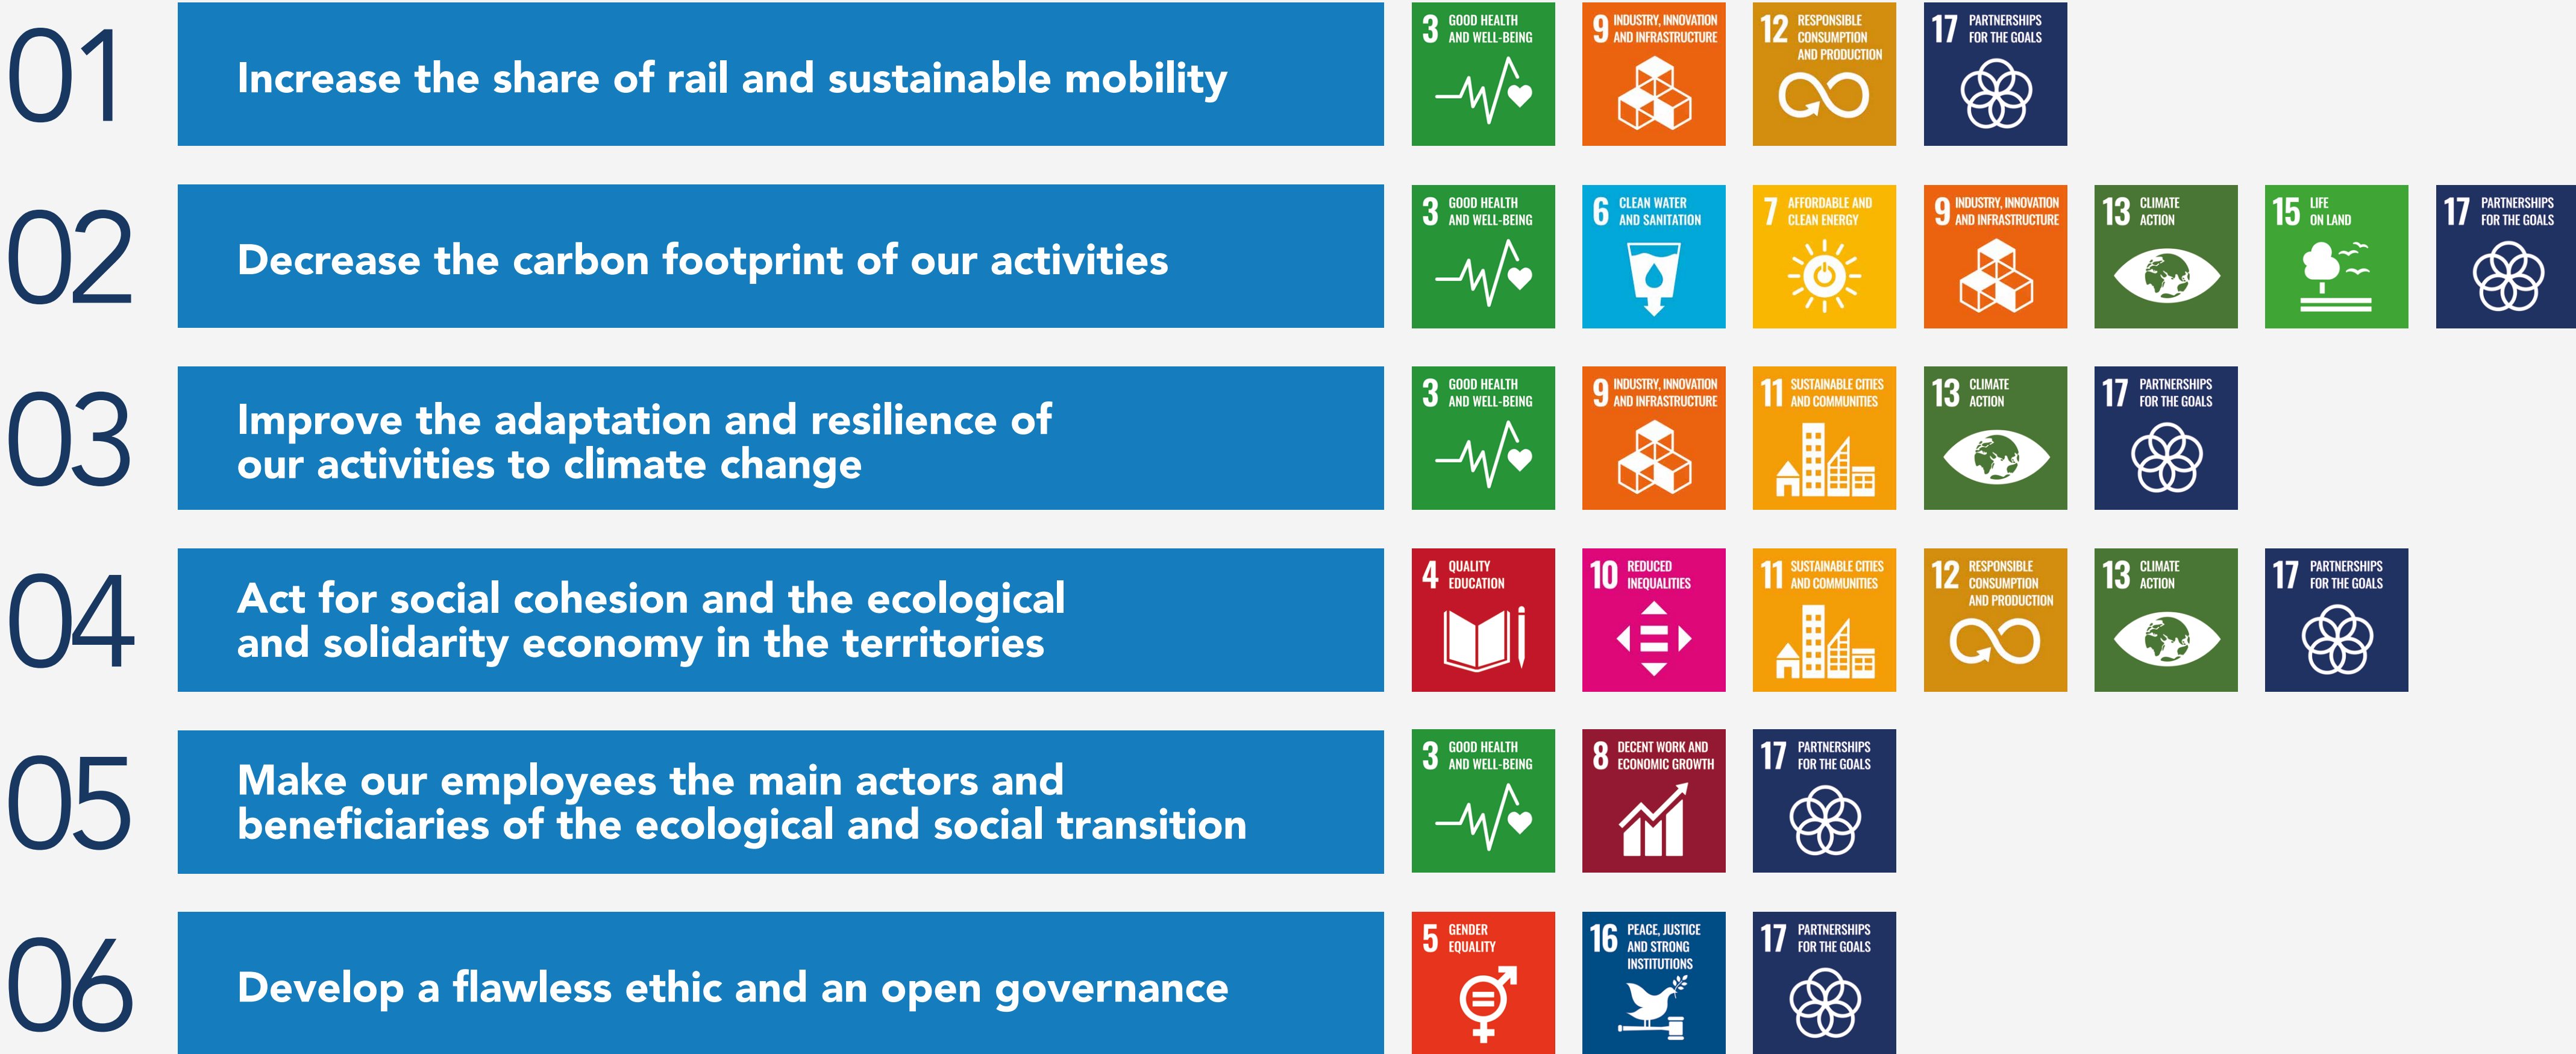 01
Increase the share of rail and sustainable mobility
3 GOOD HEALTH
AND WELL-BEING
9 INDUSTRY, INNOVATION
AND INFRASTRUCTURE
12 RESPONSIBLE
CONSUMPTION
AND PRODUCTION
17 PARTNERSHIPS
FOR THE GOALS
02
Decrease the carbon footprint of our activities
3 GOOD HEALTH
AND WELL-BEING
6 CLEAN WATER
AND SANITATION
7 AFFORDABLE AND
CLEAN ENERGY
9 INDUSTRY, INNOVATION
AND INFRASTRUCTURE
13 CLIMATE
ACTION
15 LIFE
ON LAND
17 PARTNERSHIPS
FOR THE GOALS
03
Improve the adaptation and resilience of
our activities to climate change
3 GOOD HEALTH
AND WELL-BEING
9 INDUSTRY, INNOVATION
AND INFRASTRUCTURE
11 SUSTAINABLE CITIES
AND COMMUNITIES
13 CLIMATE
ACTION
17 PARTNERSHIPS
FOR THE GOALS
04
Act for social cohesion and the ecological
and solidarity economy in the territories
4 QUALITY
EDUCATION
10 REDUCED
INEQUALITIES
11 SUSTAINABLE CITIES
AND COMMUNITIES
12 RESPONSIBLE
CONSUMPTION
AND PRODUCTION
13 CLIMATE
ACTION
17 PARTNERSHIPS
FOR THE GOALS
05
Make our employees the main actors and
beneficiaries of the ecological and social transition
3 GOOD HEALTH
AND WELL-BEING
8 DECENT WORK AND
ECONOMIC GROWTH
17 PARTNERSHIPS
FOR THE GOALS
06
Develop a flawless ethic and an open governance
5 GENDER
EQUALITY
16 PEACE, JUSTICE
AND STRONG
INSTITUTIONS
17 PARTNERSHIPS
FOR THE GOALS